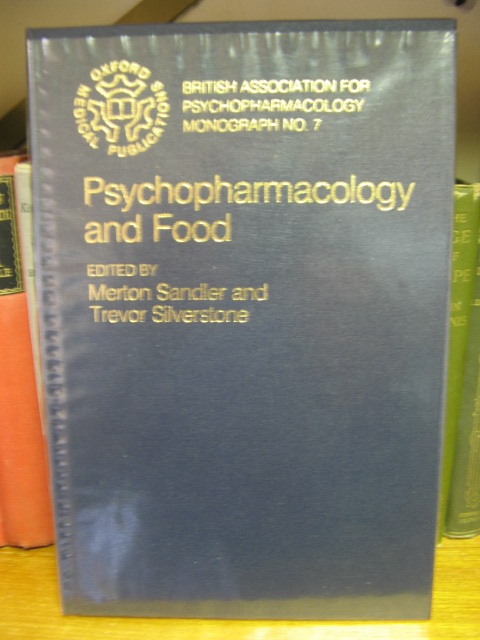 OXFORD MEDICAL PUBLICATIONS
BRITISH ASSOCIATION FOR
PSYCHOPHARMACOLOGY
MONOGRAPH NO. 7
Psychopharmacology
and Food
EDITED BY
Merton Sandler and
Trevor Silverstone